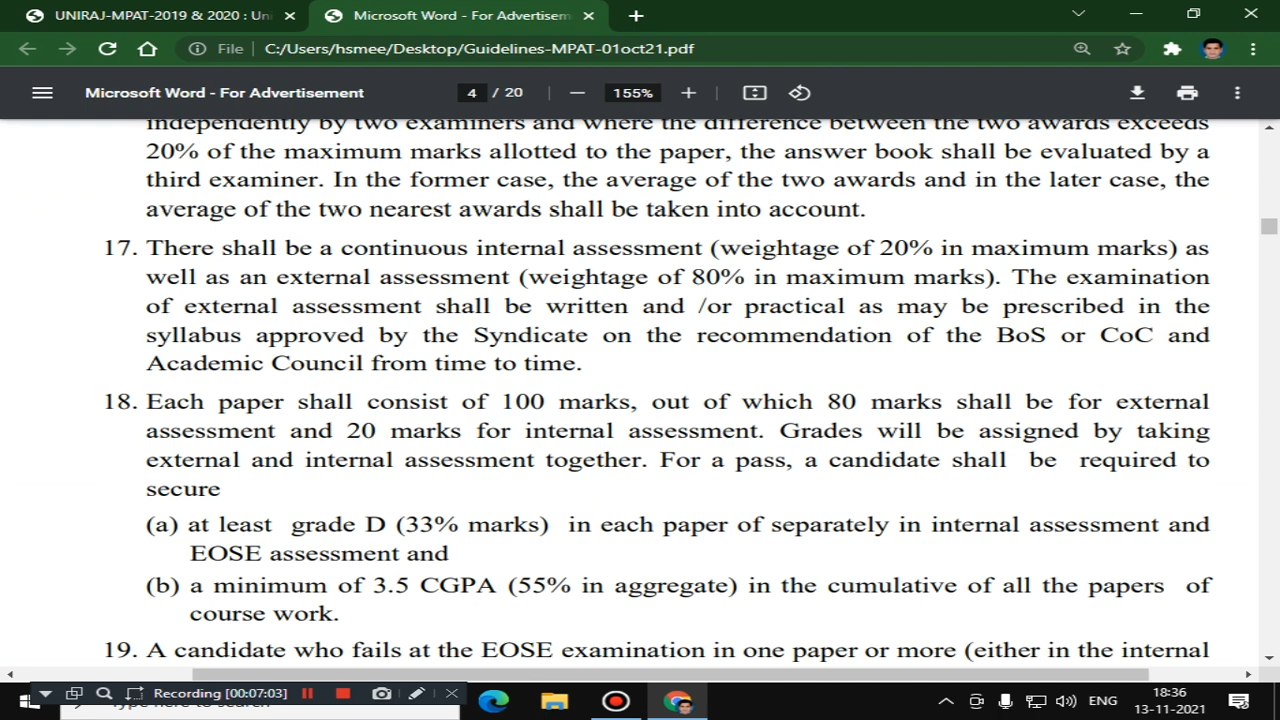 UNIRAJ-MPAT-2019 & 2020 : Un
Microsoft Word - For Advertisem
File
C:/Users/hsmee/Desktop/Guidelines-MPAT-01oct21.pdf
Microsoft Word - For Advertisement
4 / 20
155%
independently by two examiners and where the difference between the two awards exceeds
20% of the maximum marks allotted to the paper, the answer book shall be evaluated by a
third examiner. In the former case, the average of the two awards and in the later case, the
average of the two nearest awards shall be taken into account.
17. There shall be a continuous internal assessment (weightage of 20% in maximum marks) as
well as an external assessment (weightage of 80% in maximum marks). The examination
of external assessment shall be written and /or practical as may be prescribed in the
syllabus approved by the Syndicate on the recommendation of the BoS or CoC and
Academic Council from time to time.
18. Each paper shall consist of 100 marks, out of which 80 marks shall be for external
assessment and 20 marks for internal assessment. Grades will be assigned by taking
external and internal assessment together. For a pass, a candidate shall be required to
secure
(a) at least grade D (33% marks) in each paper of separately in internal assessment and
EOSE assessment and
(b) a minimum of 3.5 CGPA (55% in aggregate) in the cumulative of all the papers of
course work.
19. A candidate who fails at the EOSE examination in one paper or more (either in the internal
Recording [00:07:03]
Type here to search
ENG
18:36
13-11-2021